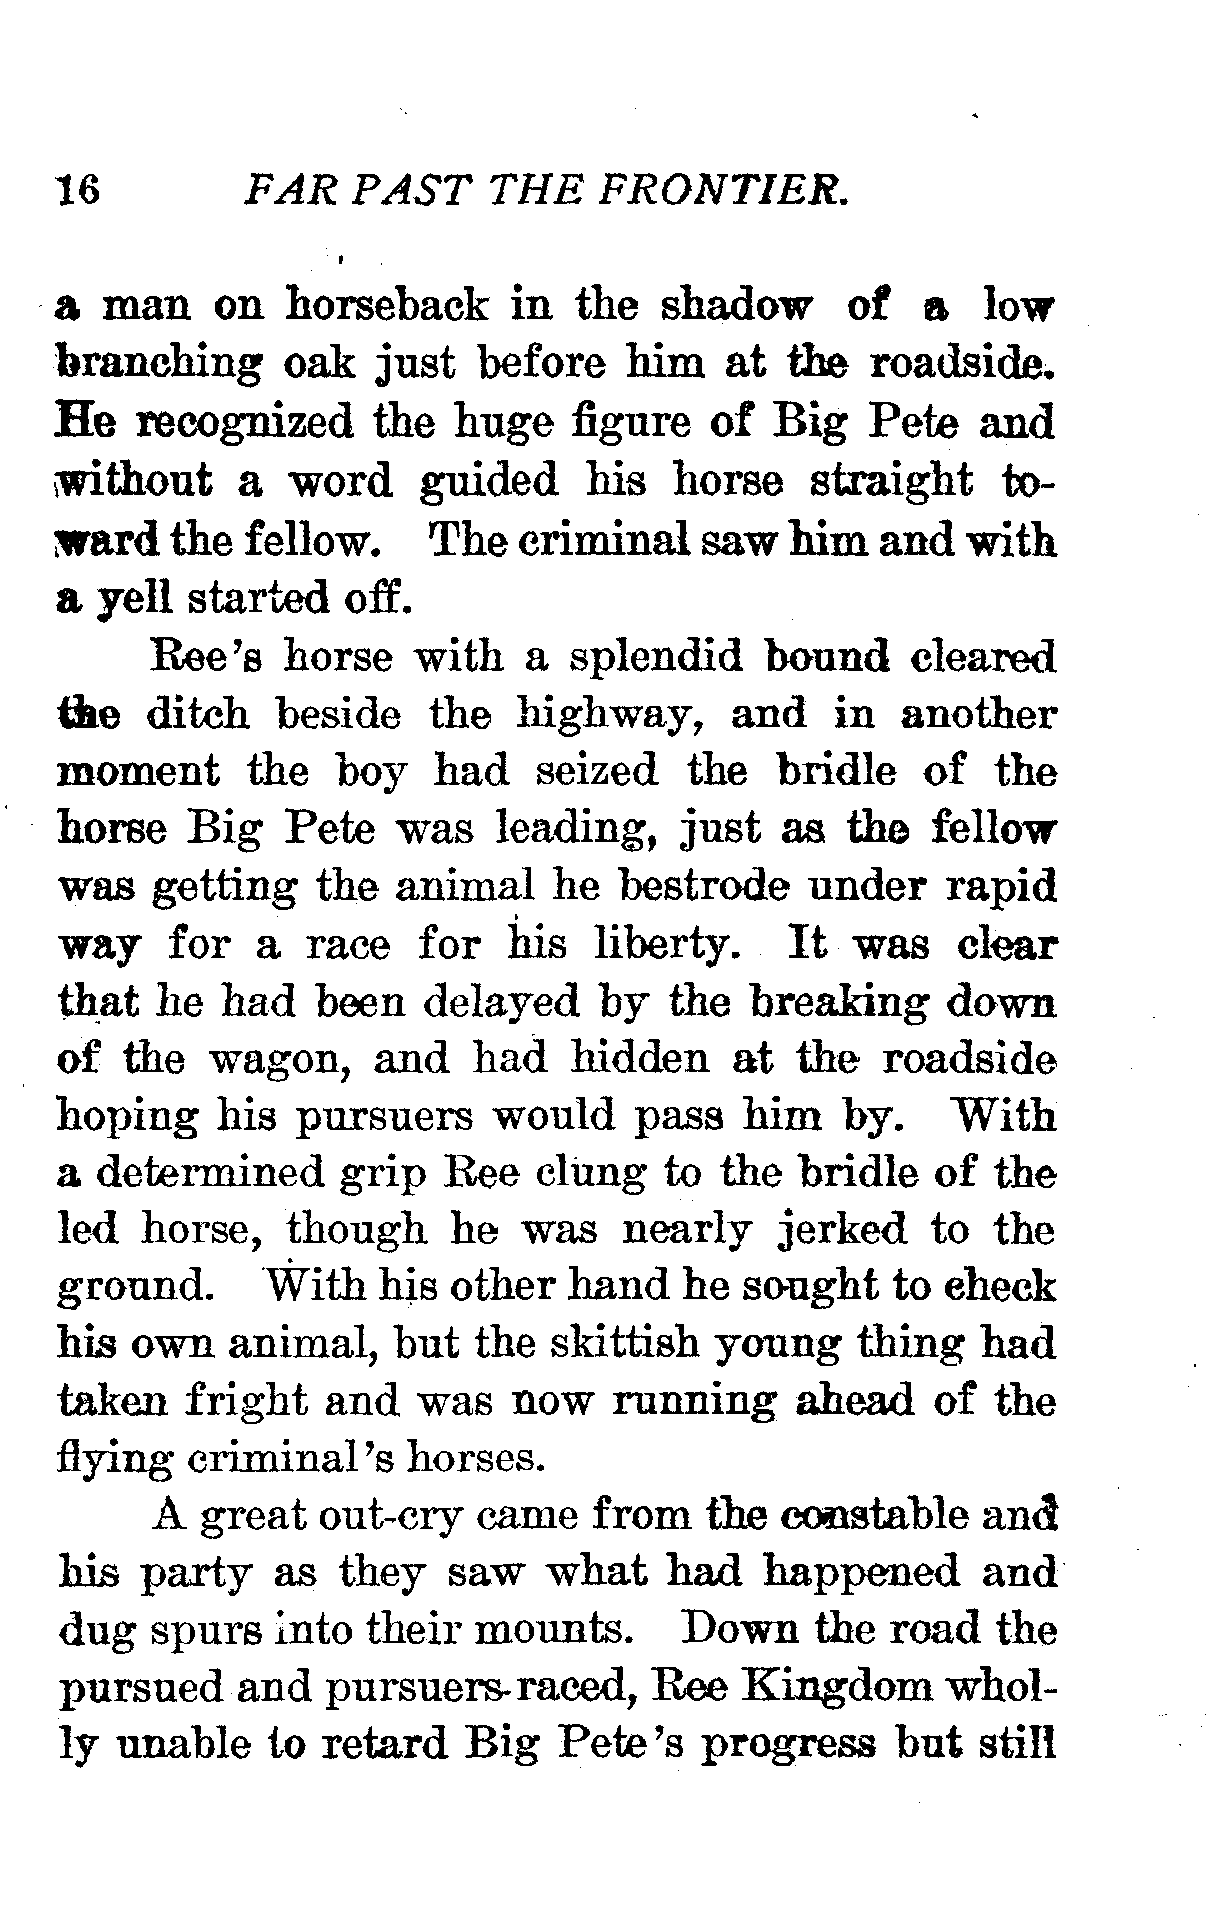 16 FAR PAST THE FRONTIER.
a man on horseback in the shadow of a low
branching oak just before him at the roadside.
He recognized the huge figure of Big Pete and
without a word guided his horse straight to-
ward the fellow. The criminal saw him and with
a yell started off.
Ree's horse with a splendid bound cleared
the ditch beside the highway, and in another
moment the boy had seized the bridle of the
horse Big Pete was leading, just as the fellow
was getting the animal he bestrode under rapid
way for a race for his liberty. It was clear
that he had been delayed by the breaking down
of the wagon, and had hidden at the roadside
hoping his pursuers would pass him by. With
a determined grip Ree clung to the bridle of the
led horse, though he was nearly jerked to the
ground. With his other hand he sought to check
his own animal, but the skittish young thing had
taken fright and was now running ahead of the
flying criminal's horses.
A great out-cry came from the constable and
his party as they saw what had happened and
dug spurs into their mounts. Down the road the
pursued and pursuers raced, Ree Kingdom whol-
ly unable to retard Big Pete's progress but still